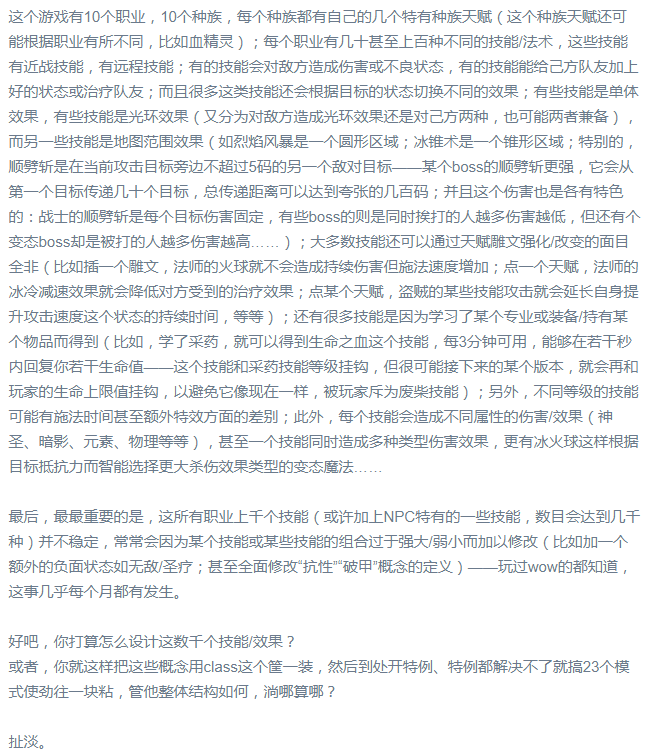 这个游戏有10个职业，10个种族，每个种族都有自己的几个特有种族天赋（这个种族天赋还可
能根据职业有所不同，比如血精灵）；每个职业有几十甚至上百种不同的技能/法术，这些技能
有近战技能，有远程技能；有的技能会对敌方造成伤害或不良状态，有的技能能给己方队友加上
好的状态或治疗队友；而且很多这类技能还会根据目标的状态切换不同的效果；有些技能是单体
效果，有些技能是光环效果（又分为对敌方造成光环效果还是对己方两种，也可能两者兼备），
而另一些技能是地图范围效果（如烈焰风暴是一个圆形区域；冰锥术是一个锥形区域；特别的，
顺劈斩是在当前攻击目标旁边不超过5码的另一个敌对目标——某个boss的顺劈斩更强，它会从
第一个目标传递几十个目标，总传递距离可以达到夸张的几百码；并且这个伤害也是各有特色
的：战士的顺劈斩是每个目标伤害固定，有些boss的则是同时挨打的人越多伤害越低，但还有个
变态boss却是被打的人越多伤害越高……）；大多数技能还可以通过天赋雕文强化/改变的面目
全非（比如插一个雕文，法师的火球就不会造成持续伤害但施法速度增加；点一个天赋，法师的
冰冷减速效果就会降低对方受到的治疗效果；点某个天赋，盗贼的某些技能攻击就会延长自身提
升攻击速度这个状态的持续时间，等等）；还有很多技能是因为学习了某个专业或装备/持有某
个物品而得到（比如，学了采药，就可以得到生命之血这个技能，每3分钟可用，能够在若干秒
内回复你若干生命值——这个技能和采药技能等级挂钩，但很可能接下来的某个版本，就会再和
玩家的生命上限值挂钩，以避免它像现在一样，被玩家斥为废柴技能）；另外，不同等级的技能
可能有施法时间甚至额外特效方面的差别；此外，每个技能会造成不同属性的伤害/效果（神
圣、暗影、元素、物理等等），甚至一个技能同时造成多种类型伤害效果，更有冰火球这样根据
目标抵抗力而智能选择更大杀伤效果类型的变态魔法……
最后，最最重要的是，这所有职业上千个技能（或许加上NPC特有的一些技能，数目会达到几千
种）并不稳定，常常会因为某个技能或某些技能的组合过于强大/弱小而加以修改（比如加一个
额外的负面状态如无敌/圣疗；甚至全面修改“抗性”“破甲”概念的定义）——玩过wow的都知道，
这事几乎每个月都有发生。
好吧，你打算怎么设计这数千个技能/效果？
或者，你就这样把这些概念用class这个筐一装，然后到处开特例、特例都解决不了就搞23个模
式使劲往一块粘，管他整体结构如何，淌哪算哪？
扯淡。